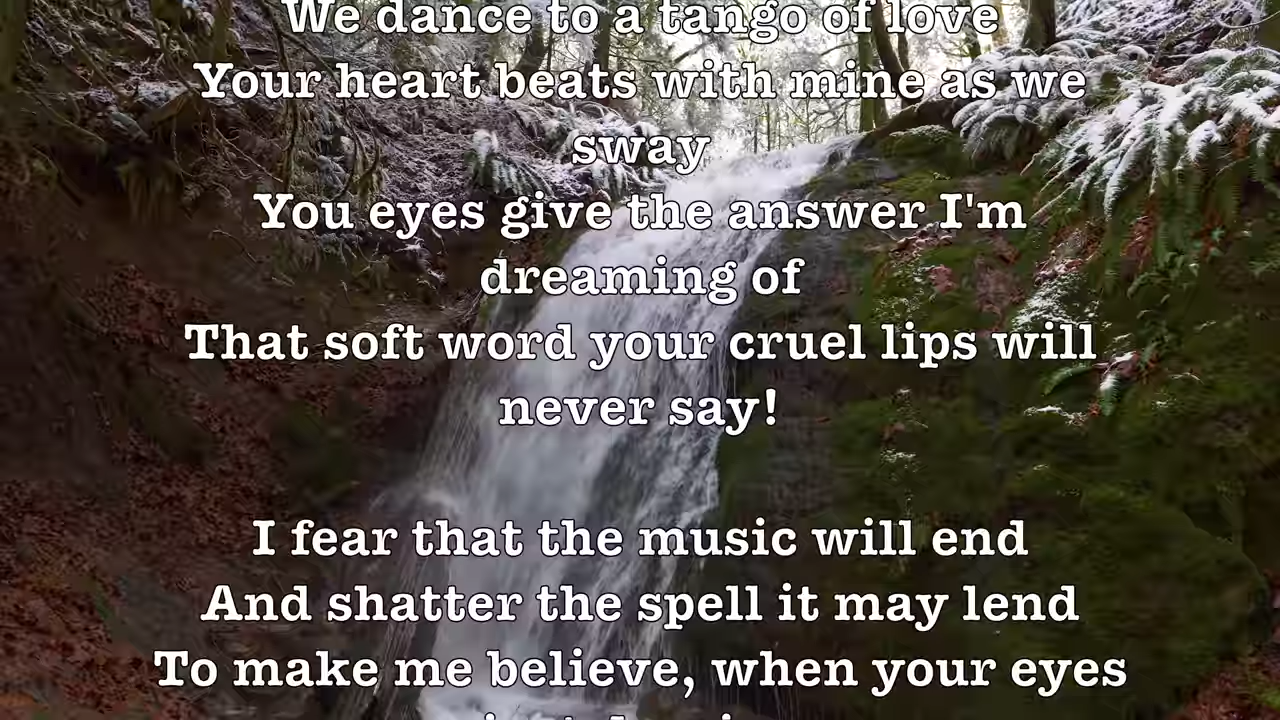 We dance to a tango of love
Your heart beats with mine as we
sway
You eyes give the answer I'm
dreaming of
That soft word your cruel lips will
never say!
I fear that the music will end
And shatter the spell it may lend
To make me believe, when your eyes